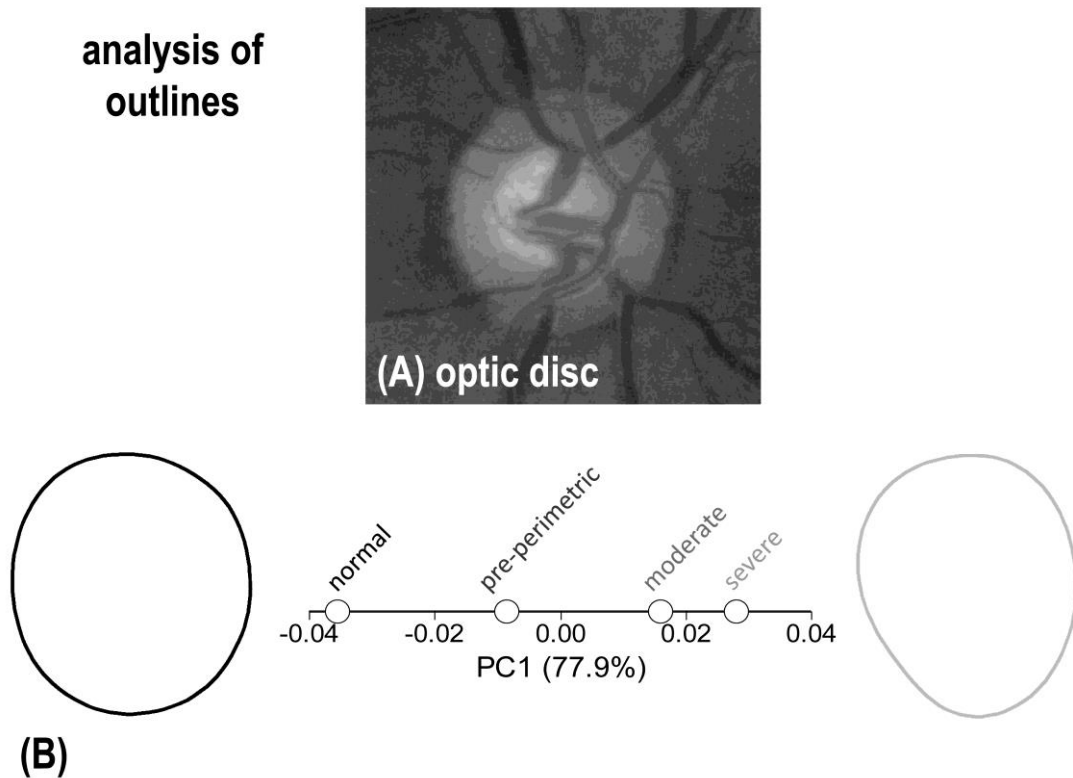 analysis of
outlines
(A) optic disc
normal
pre-perimetric
moderate
severe
-0.04 -0.02 0.00 0.02 0.04
PC1 (77.9%)
(B)